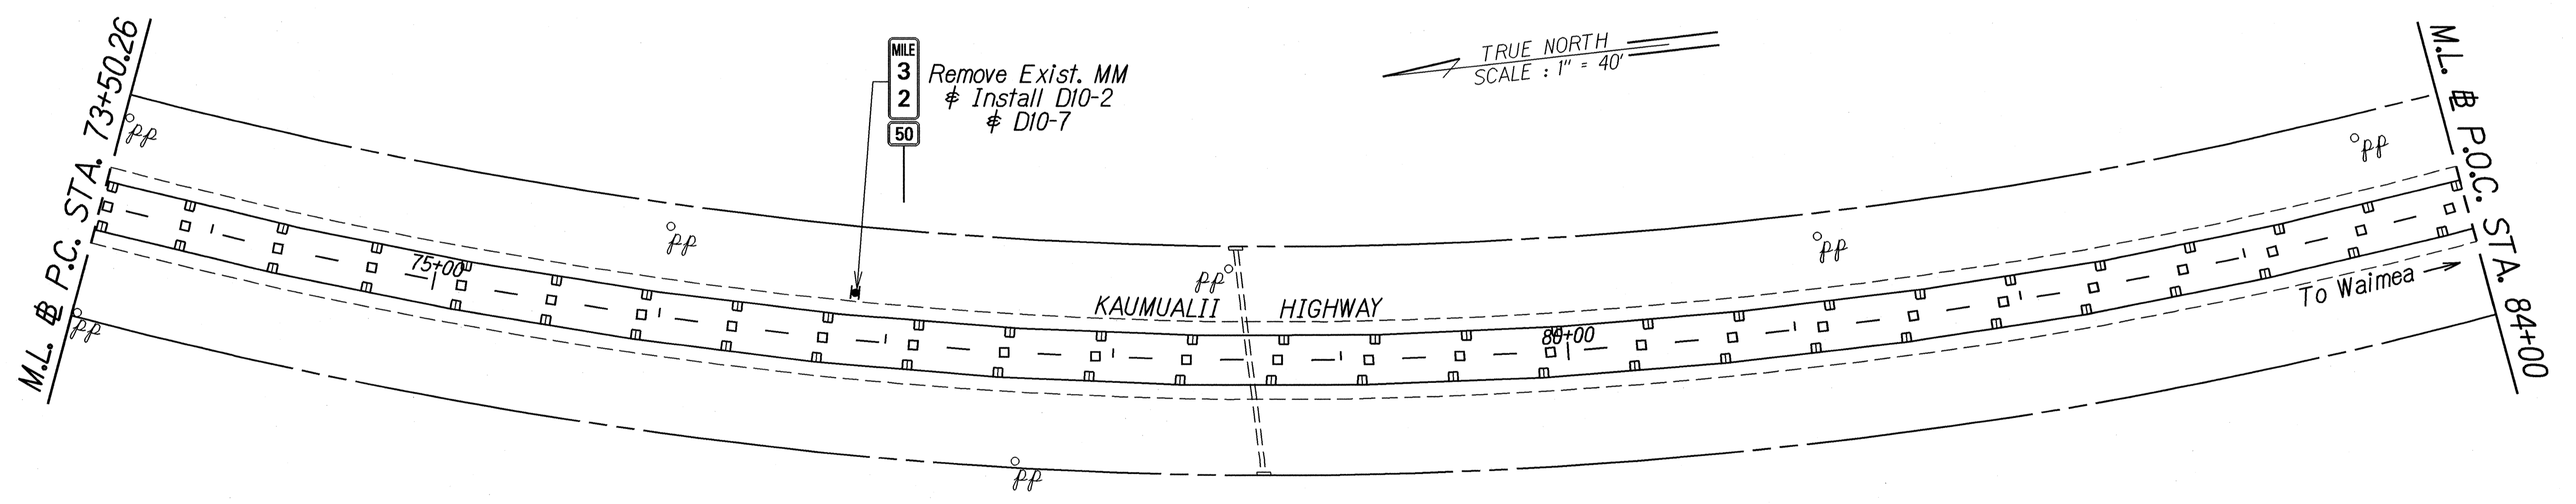 M.L. B P.C. STA. 73+50.26
pp
pp
MILE
3
2
50
Remove Exist. MM
& Install D10-2
& D10-7
TRUE NORTH
SCALE : 1" = 40'
75+00
pp
pp
KAUMUALII HIGHWAY
80+00
pp
pp
pp
To Waimea
M.L. B P.O.C. STA. 84+00